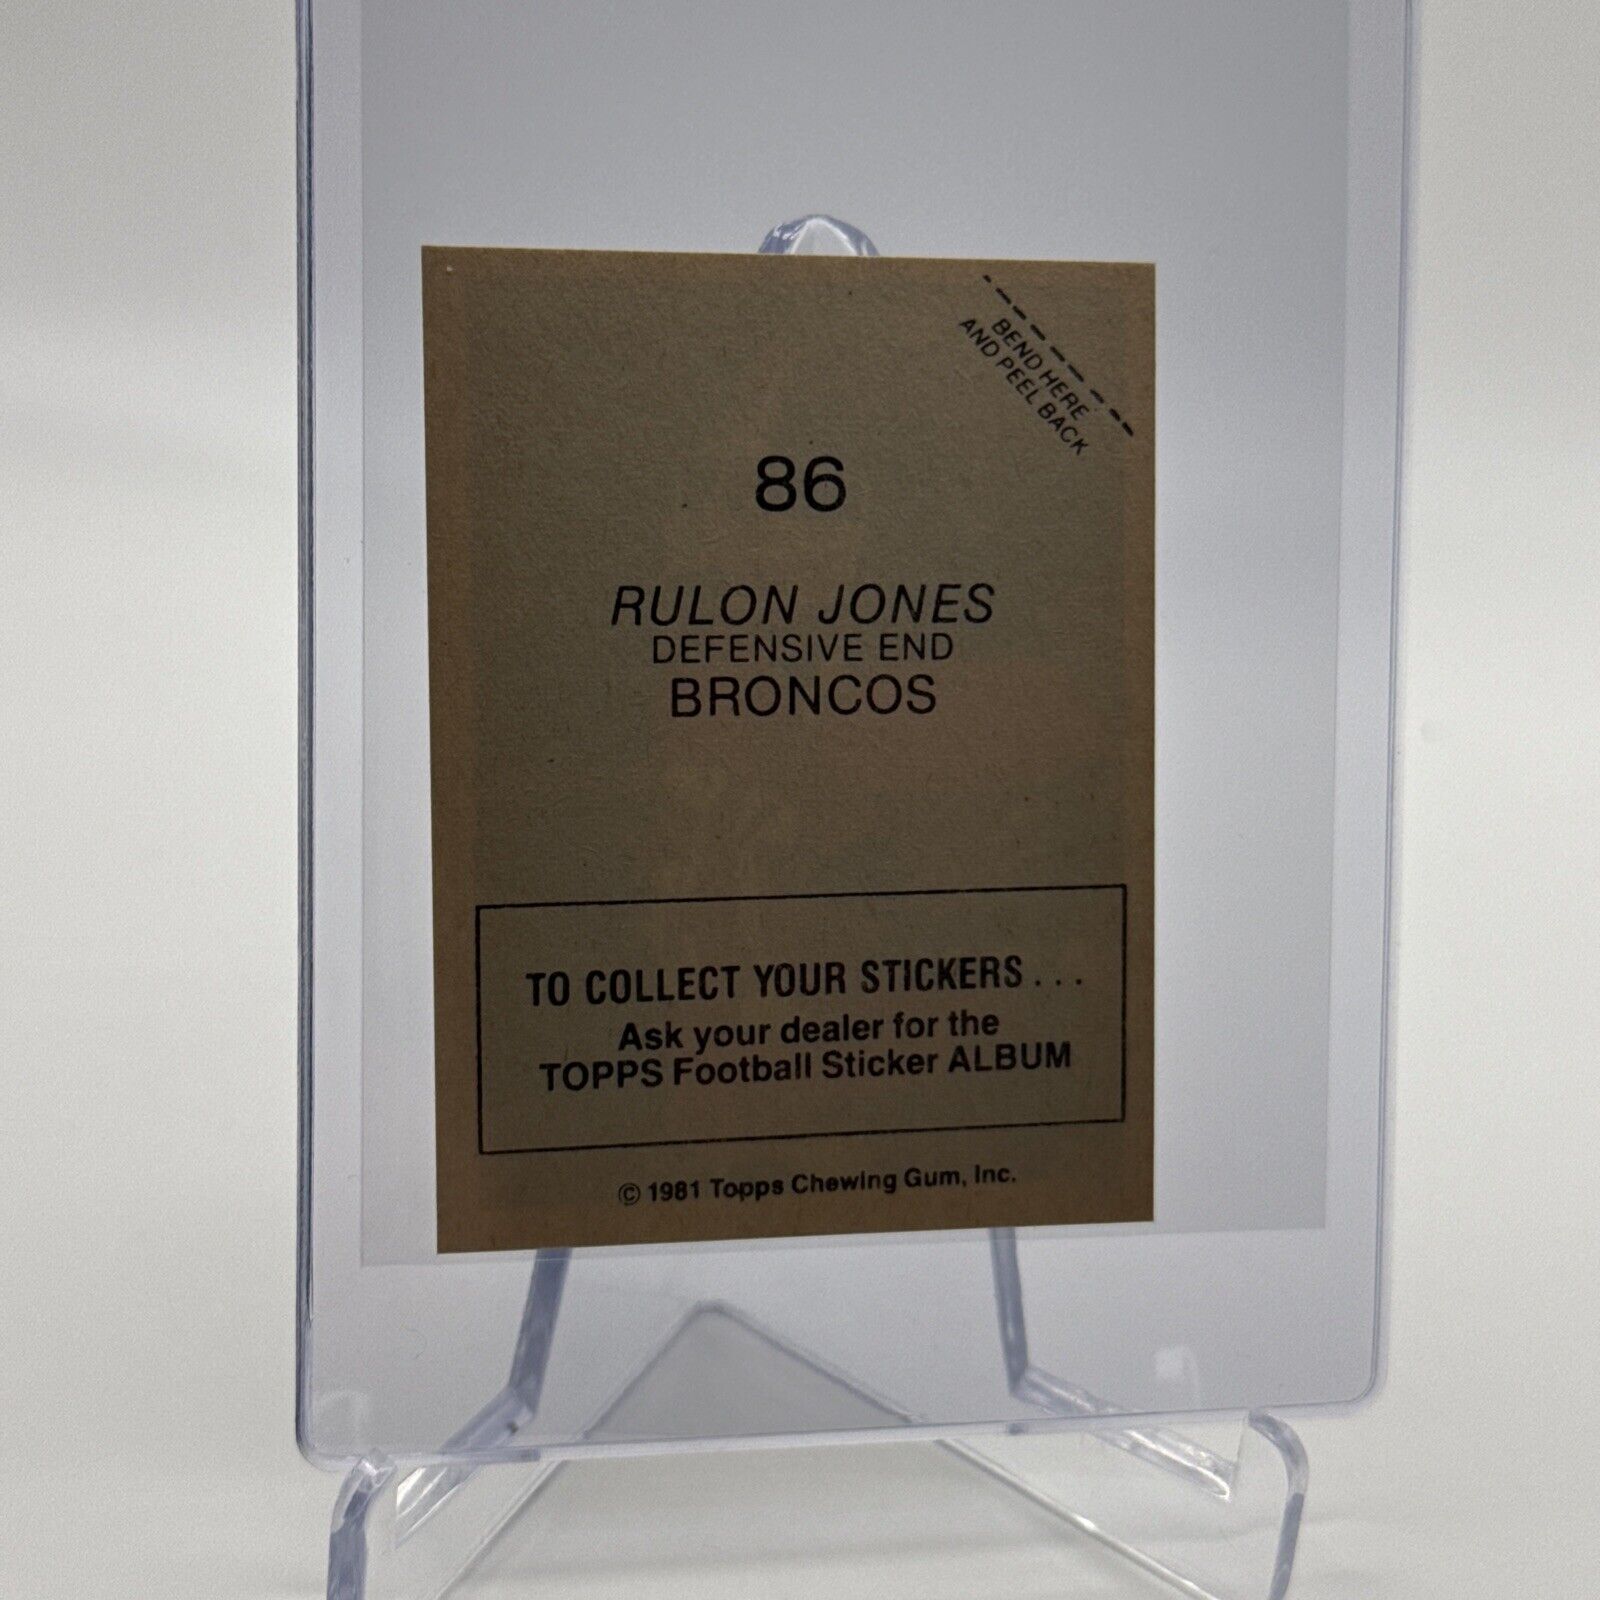 BEND HERE
AND PEEL BACK
86
RULON JONES
DEFENSIVE END
BRONCOS
TO COLLECT YOUR STICKERS...
Ask your dealer for the
TOPPS Football Sticker ALBUM
© 1981 Topps Chewing Gum, Inc.